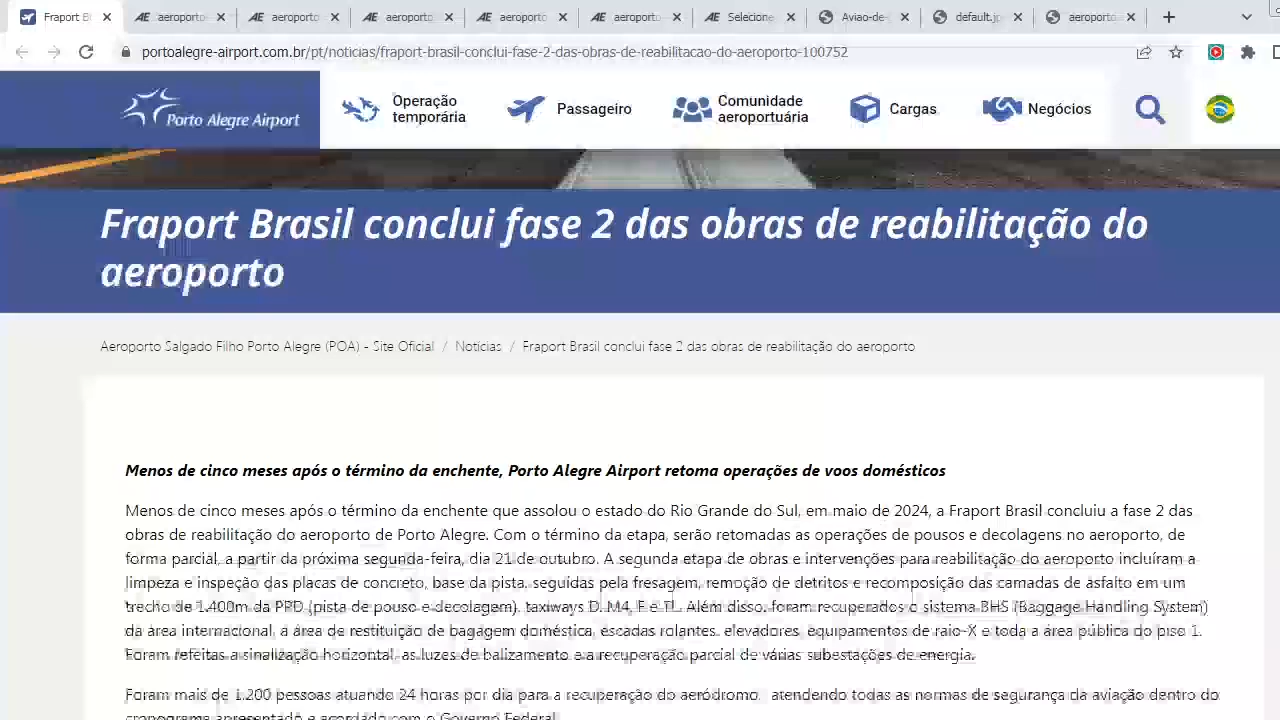 Fraport B
aeroporto
aeroporto
aeroporto
aeroporto
aeroporto
Selecione
Aviao-de
default.jp
aeroporto
portoalegre-airport.com.br/pt/noticias/fraport-brasil-conclui-fase-2-das-obras-de-reabilitacao-do-aeroporto-100752
Porto Alegre Airport
Operação temporária
Passageiro
Comunidade aeroportuária
Cargas
Negócios
Fraport Brasil conclui fase 2 das obras de reabilitação do
aeroporto
Aeroporto Salgado Filho Porto Alegre (POA) - Site Oficial / Notícias / Fraport Brasil conclui fase 2 das obras de reabilitação do aeroporto
Menos de cinco meses após o término da enchente, Porto Alegre Airport retoma operações de voos domésticos
Menos de cinco meses após o término da enchente que assolou o estado do Rio Grande do Sul, em maio de 2024, a Fraport Brasil concluiu a fase 2 das
obras de reabilitação do aeroporto de Porto Alegre. Com o término da etapa, serão retomadas as operações de pousos e decolagens no aeroporto, de
forma parcial, a partir da próxima segunda-feira, dia 21 de outubro. A segunda etapa de obras e intervenções para reabilitação do aeroporto incluíram a
limpeza e inspeção das placas de concreto, base da pista, seguidas pela fresagem, remoção de detritos e recomposição das camadas de asfalto em um
trecho de 1.400m da PPD (pista de pouso e decolagem), taxiways D, M4, F e TL. Além disso, foram recuperados o sistema BHS (Baggage Handling System)
da área internacional, a área de restituição de bagagem doméstica, escadas rolantes, elevadores, equipamentos de raio-X e toda a área pública do piso 1.
Foram refeitas a sinalização horizontal, as luzes de balizamento e a recuperação parcial de várias subestações de energia.
Foram mais de 1.200 pessoas atuando 24 horas por dia para a recuperação do aeródromo, atendendo todas as normas de segurança da aviação dentro do
cronograma apresentado e acordado com o Governo Federal.